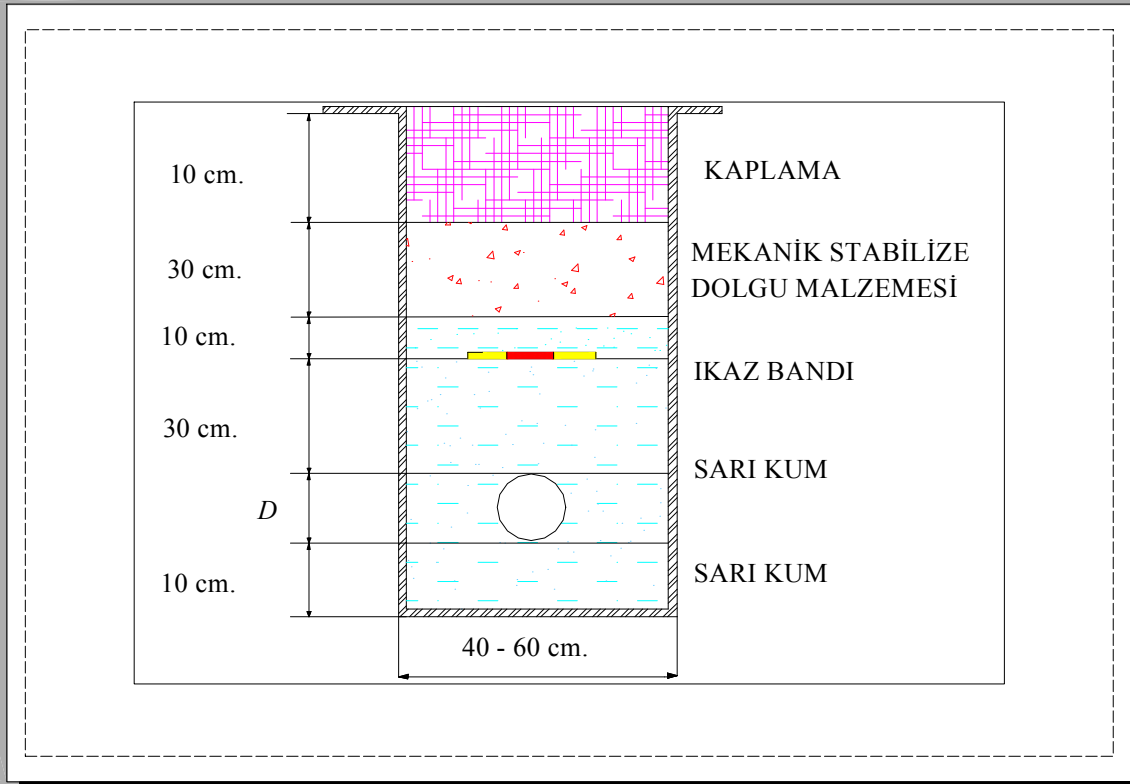 10 cm.
KAPLAMA
30 cm.
MEKANİK STABİLİZE
DOLGU MALZEMESİ
10 cm.
IKAZ BANDI
30 cm.
SARI KUM
D
10 cm.
SARI KUM
40 - 60 cm.